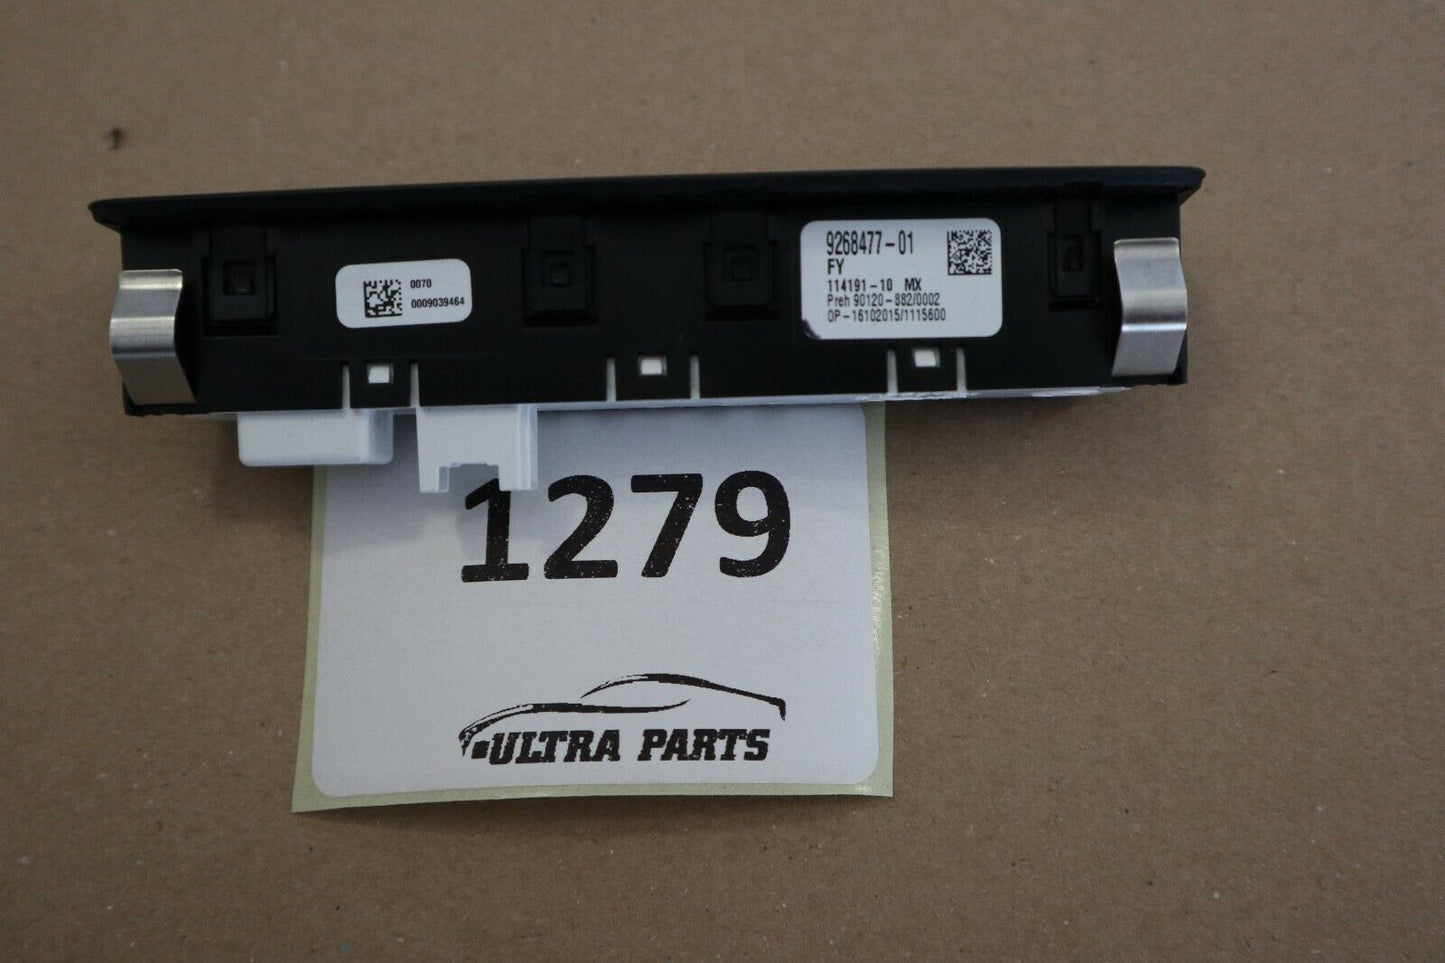 0070
0009039464
9268477-01
FY
114191-10 MX
Preh 90120-882/0002
OP-16102015/1115600
1279
ULTRA PARTS